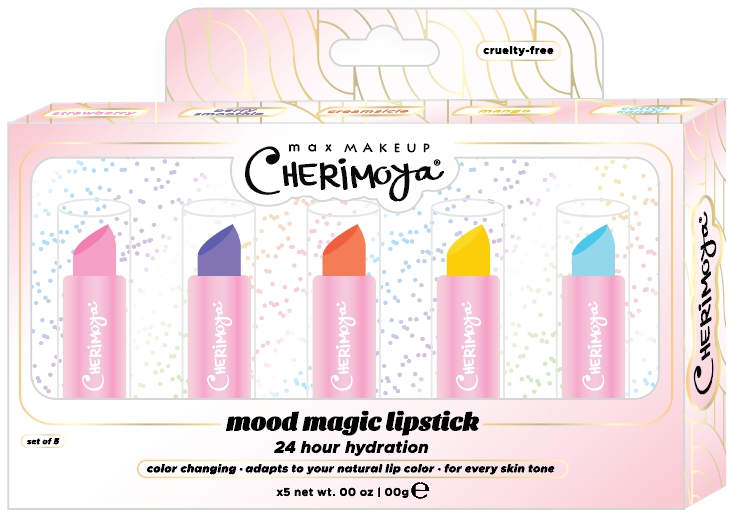 cruelty-free
strawberry
berry
smoothie
creamsicle
mango
cotton
candy
max MAKEUP
CHERIMOYA®
CHERIMOYA®
CHERIMOYA®
CHERIMOYA®
CHERIMOYA®
CHERIMOYA®
CHERIMOYA®
mood magic lipstick
set of 5
24 hour hydration
color changing · adapts to your natural lip color · for every skin tone
x5 net wt. 00 oz | 00g ℮